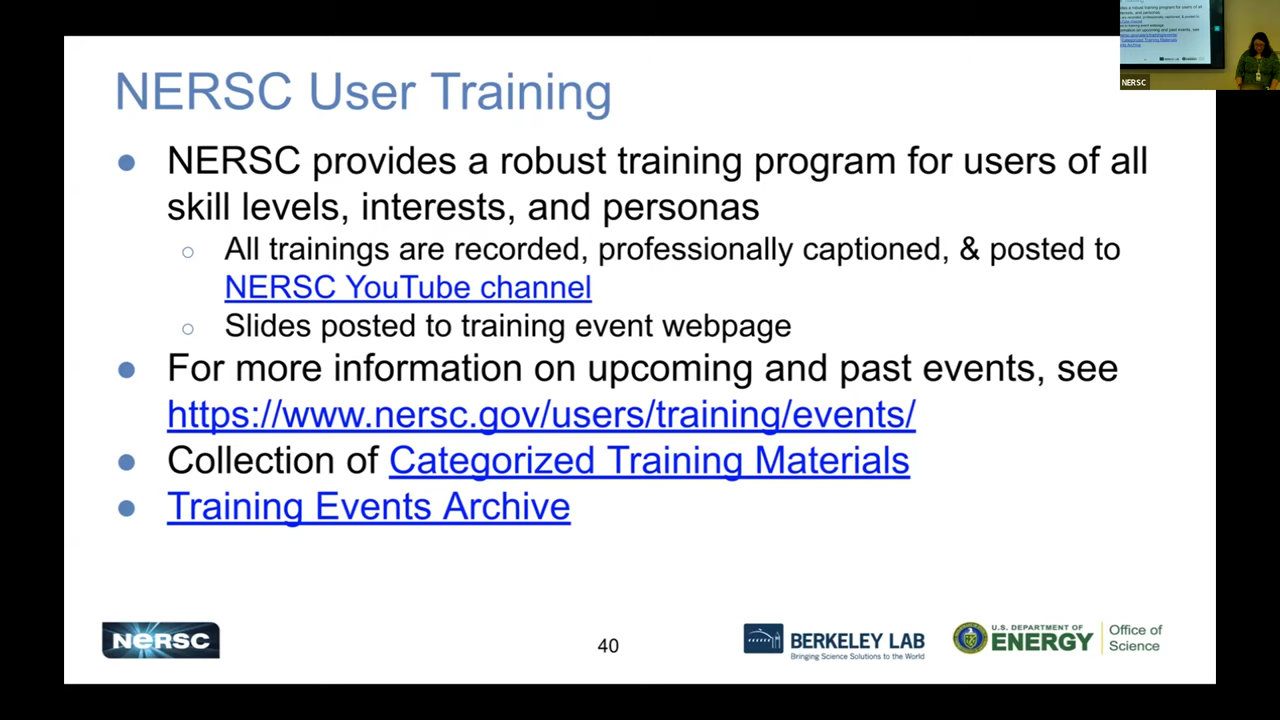 NERSC User Training
● NERSC provides a robust training program for users of all
skill levels, interests, and personas
○ All trainings are recorded, professionally captioned, & posted to
NERSC YouTube channel
○ Slides posted to training event webpage
● For more information on upcoming and past events, see
https://www.nersc.gov/users/training/events/
● Collection of Categorized Training Materials
● Training Events Archive
NERSC
40
BERKELEY LAB
Bringing Science Solutions to the World
U.S. DEPARTMENT OF
ENERGY
Office of
Science
NERSC